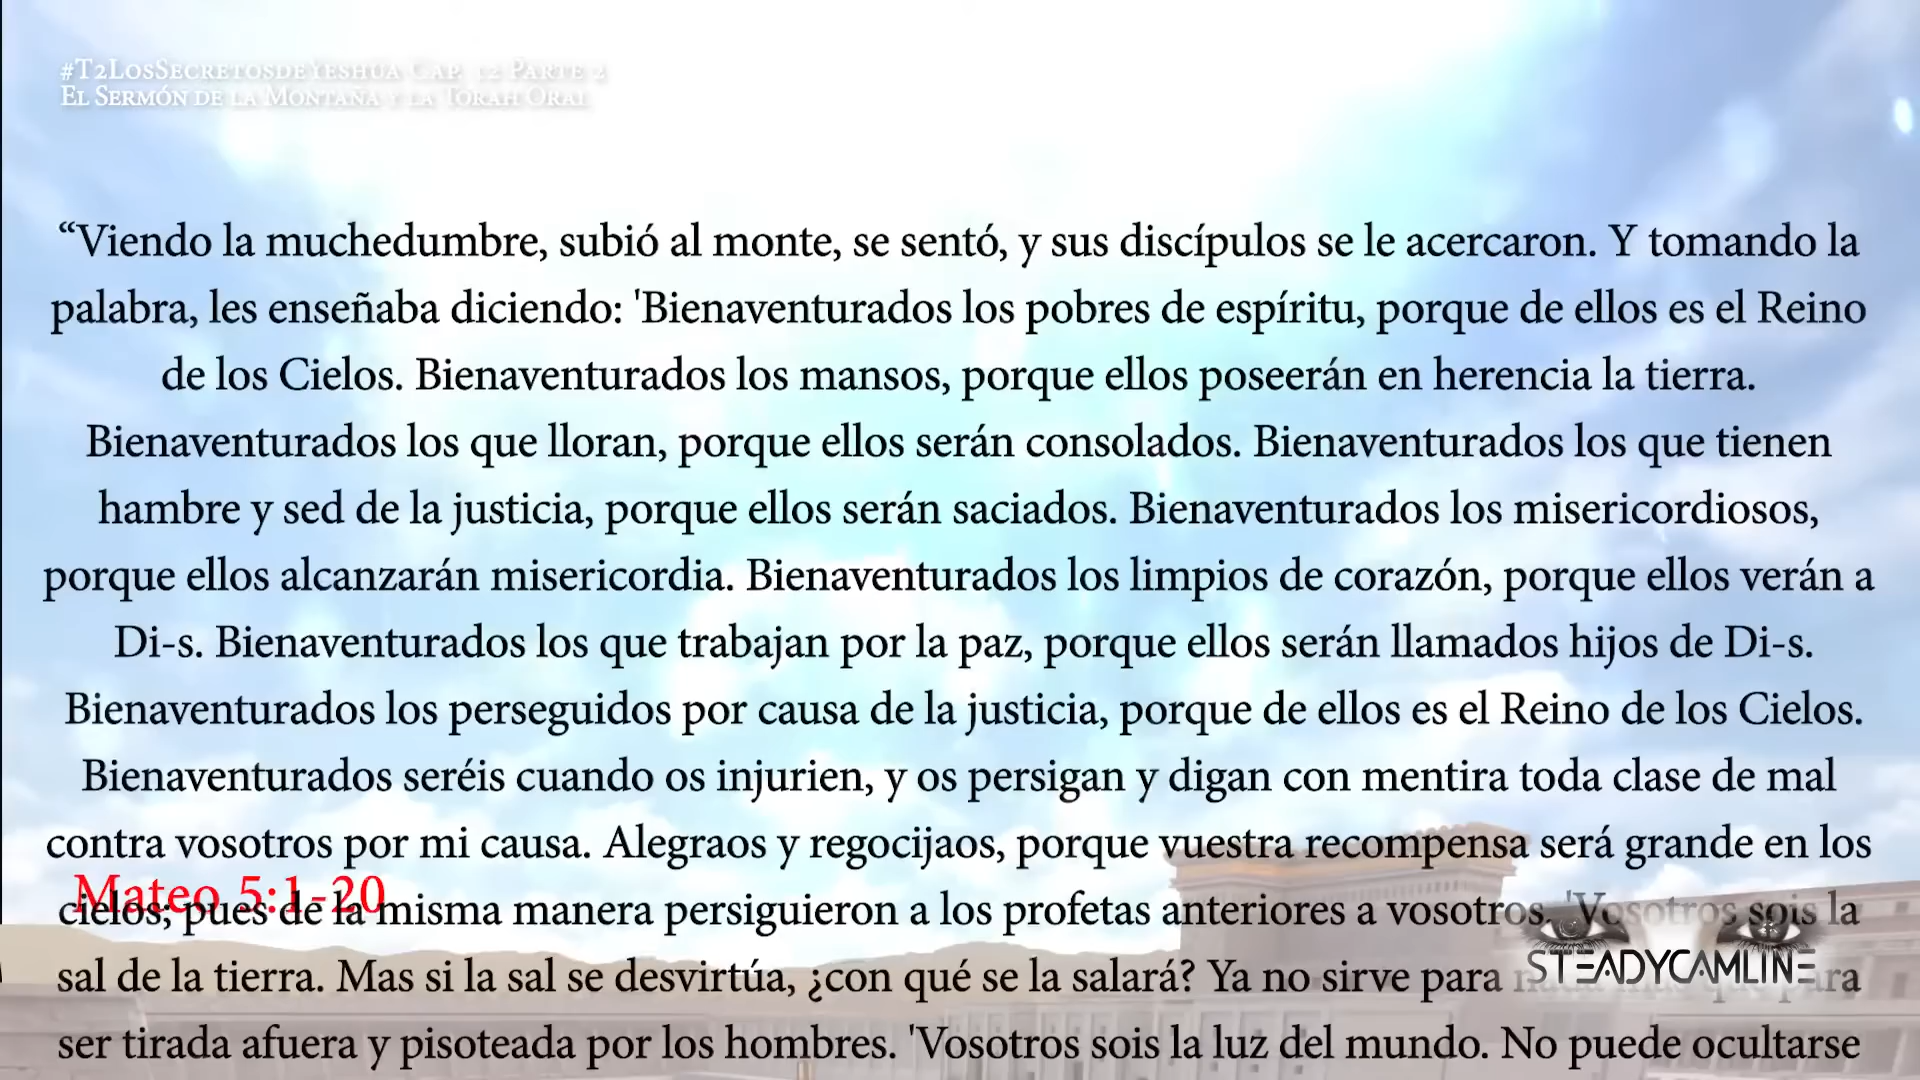 #T2LosSecretosdeYeshua Cap. 12 Parte 2
El Sermón de la Montaña y la Torah Oral
“Viendo la muchedumbre, subió al monte, se sentó, y sus discípulos se le acercaron. Y tomando la
palabra, les enseñaba diciendo: 'Bienaventurados los pobres de espíritu, porque de ellos es el Reino
de los Cielos. Bienaventurados los mansos, porque ellos poseerán en herencia la tierra.
Bienaventurados los que lloran, porque ellos serán consolados. Bienaventurados los que tienen
hambre y sed de la justicia, porque ellos serán saciados. Bienaventurados los misericordiosos,
porque ellos alcanzarán misericordia. Bienaventurados los limpios de corazón, porque ellos verán a
Di-s. Bienaventurados los que trabajan por la paz, porque ellos serán llamados hijos de Di-s.
Bienaventurados los perseguidos por causa de la justicia, porque de ellos es el Reino de los Cielos.
Bienaventurados seréis cuando os injurien, y os persigan y digan con mentira toda clase de mal
contra vosotros por mi causa. Alegraos y regocijaos, porque vuestra recompensa será grande en los
Mateo 5:1-20
cielos; pues de la misma manera persiguieron a los profetas anteriores a vosotros. 'Vosotros sois la
sal de la tierra. Mas si la sal se desvirtúa, ¿con qué se la salará? Ya no sirve para nada más que para
STEADYCAMLINE
ser tirada afuera y pisoteada por los hombres. 'Vosotros sois la luz del mundo. No puede ocultarse